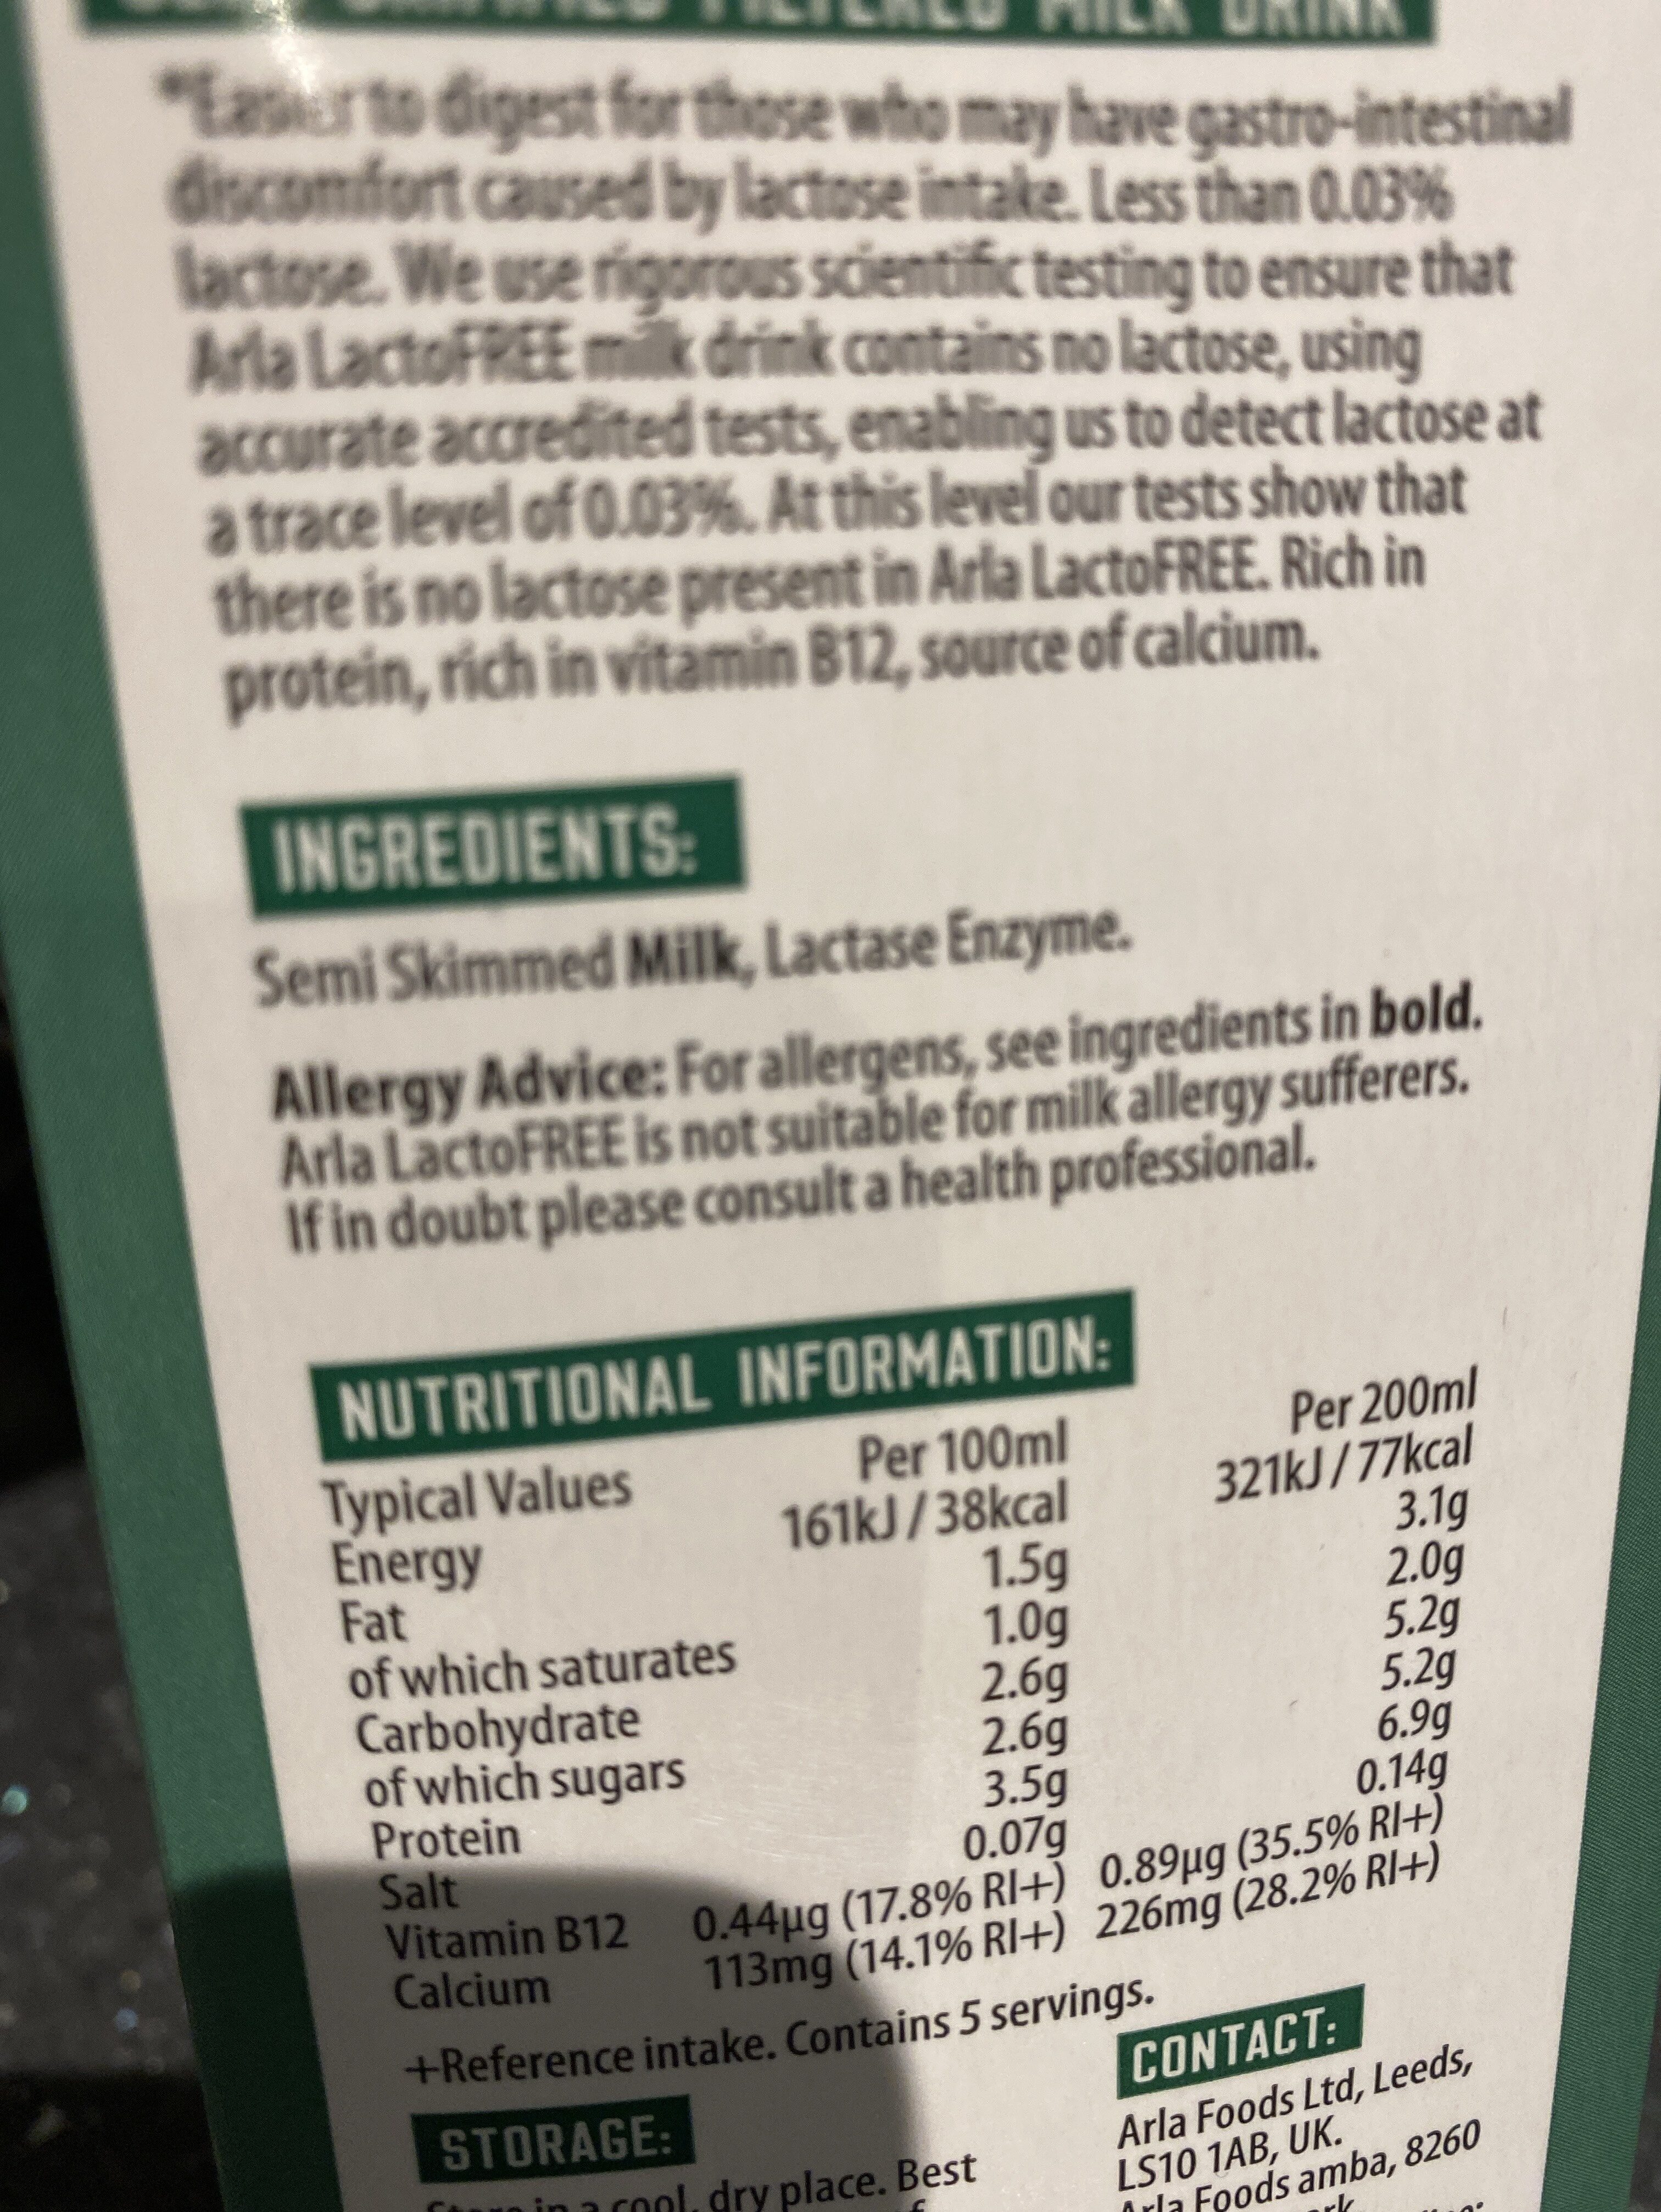 FILTERED MILK DRINK
*Easier to digest for those who may have gastro-intestinal
discomfort caused by lactose intake. Less than 0.03%
lactose. We use rigorous scientific testing to ensure that
Arla LactoFREE milk drink contains no lactose, using
accurate accredited tests, enabling us to detect lactose at
a trace level of 0.03%. At this level our tests show that
there is no lactose present in Arla LactoFREE. Rich in
protein, rich in vitamin B12, source of calcium.
INGREDIENTS:
Semi Skimmed Milk, Lactase Enzyme.
Allergy Advice: For allergens, see ingredients in bold.
Arla LactoFREE is not suitable for milk allergy sufferers.
If in doubt please consult a health professional.
NUTRITIONAL INFORMATION:
Typical Values Per 100ml Per 200ml
Energy 161kJ / 38kcal 321kJ / 77kcal
Fat 1.5g 3.1g
of which saturates 1.0g 2.0g
Carbohydrate 2.6g 5.2g
of which sugars 2.6g 5.2g
Protein 3.5g 6.9g
Salt 0.07g 0.14g
Vitamin B12 0.44µg (17.8% RI+) 0.89µg (35.5% RI+)
Calcium 113mg (14.1% RI+) 226mg (28.2% RI+)
+Reference intake. Contains 5 servings.
STORAGE:
in a cool, dry place. Best
CONTACT:
Arla Foods Ltd, Leeds,
LS10 1AB, UK.
Arla Foods amba, 8260